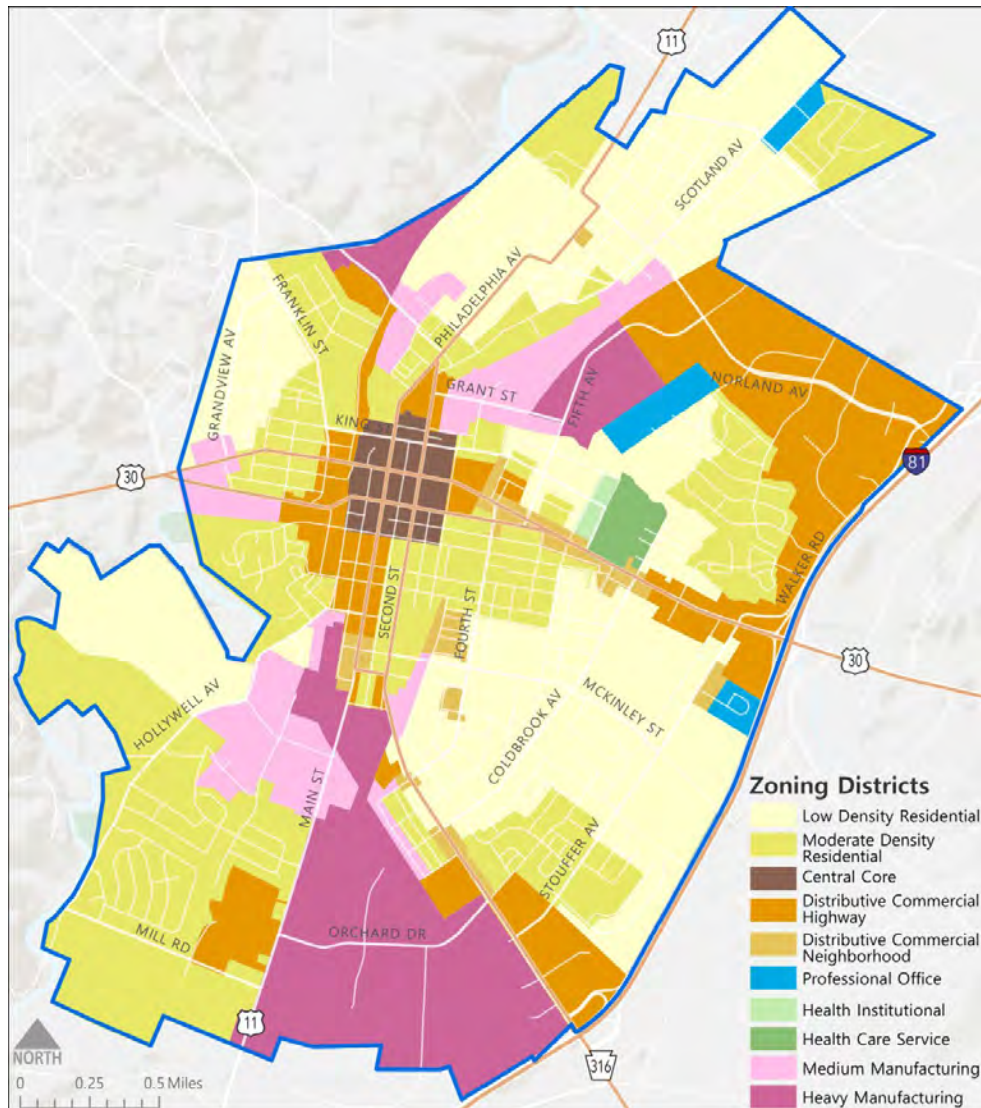 11
SCOTLAND AV
FRANKLIN ST
PHILADELPHIA AV
GRANDVIEW AV
NORLAND AV
GRANT ST
FIFTH AV
KING ST
81
30
WALKER RD
SECOND ST
FOURTH ST
30
MCKINLEY ST
HOLLYWELL AV
COLDBROOK AV
MAIN ST
STOUFFER AV
ORCHARD DR
MILL RD
11
316
Zoning Districts
Low Density Residential
Moderate Density
Residential
Central Core
Distributive Commercial
Highway
Distributive Commercial
Neighborhood
Professional Office
Health Institutional
Health Care Service
Medium Manufacturing
Heavy Manufacturing
NORTH
0 0.25 0.5 Miles